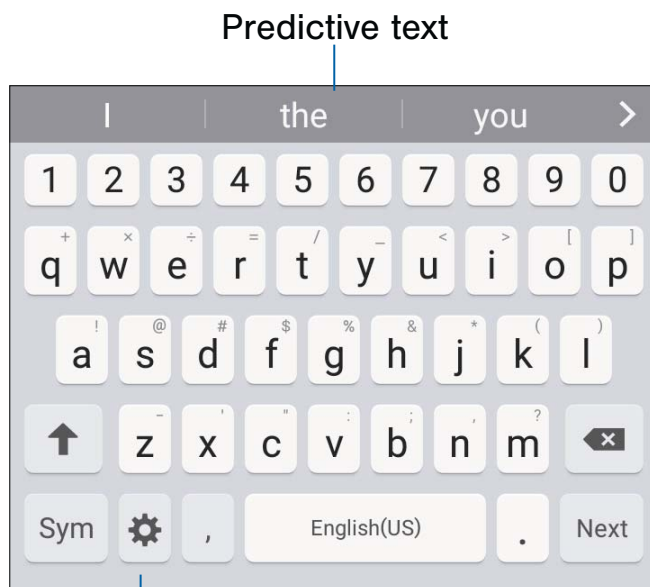 Predictive text
I the you >
1 2 3 4 5 6 7 8 9 0
+ × ÷ = / _ < > [ ]
q w e r t y u i o p
! @ # $ % & * ( )
a s d f g h j k l
- ' " : ; , ?
z x c v b n m
Sym , English(US) . Next